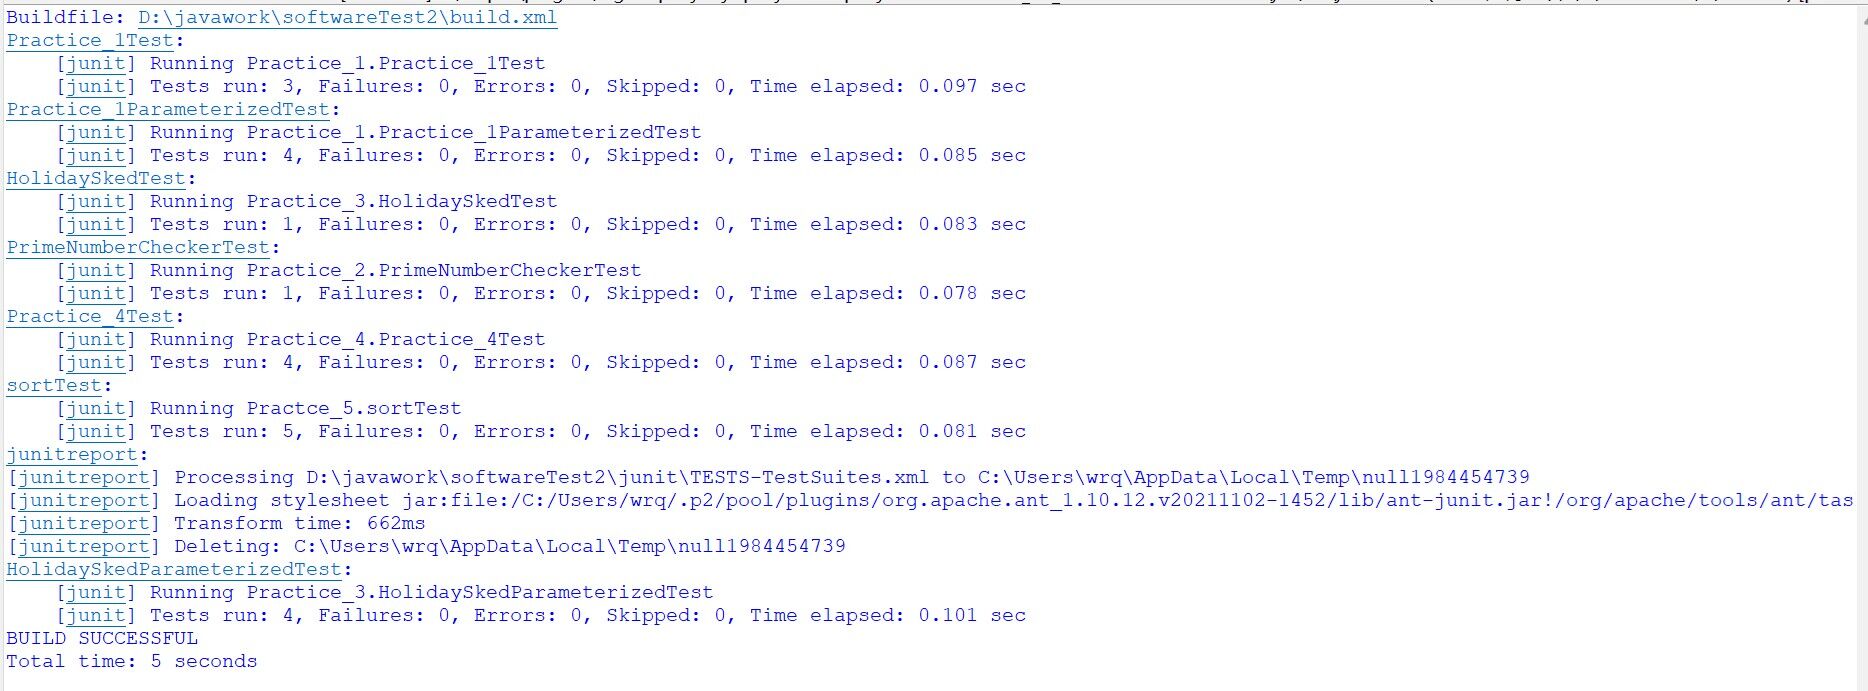 Buildfile: D:\javawork\softwareTest2\build.xml
Practice_1Test:
[junit] Running Practice_1.Practice_1Test
[junit] Tests run: 3, Failures: 0, Errors: 0, Skipped: 0, Time elapsed: 0.097 sec
Practice_1ParameterizedTest:
[junit] Running Practice_1.Practice_1ParameterizedTest
[junit] Tests run: 4, Failures: 0, Errors: 0, Skipped: 0, Time elapsed: 0.085 sec
HolidaySkedTest:
[junit] Running Practice_3.HolidaySkedTest
[junit] Tests run: 1, Failures: 0, Errors: 0, Skipped: 0, Time elapsed: 0.083 sec
PrimeNumberCheckerTest:
[junit] Running Practice_2.PrimeNumberCheckerTest
[junit] Tests run: 1, Failures: 0, Errors: 0, Skipped: 0, Time elapsed: 0.078 sec
Practice_4Test:
[junit] Running Practice_4.Practice_4Test
[junit] Tests run: 4, Failures: 0, Errors: 0, Skipped: 0, Time elapsed: 0.087 sec
sortTest:
[junit] Running Practce_5.sortTest
[junit] Tests run: 5, Failures: 0, Errors: 0, Skipped: 0, Time elapsed: 0.081 sec
junitreport:
[junitreport] Processing D:\javawork\softwareTest2\junit\TESTS-TestSuites.xml to C:\Users\wrq\AppData\Local\Temp\null1984454739
[junitreport] Loading stylesheet jar:file:/C:/Users/wrq/.p2/pool/plugins/org.apache.ant_1.10.12.v20211102-1452/lib/ant-junit.jar!/org/apache/tools/ant/tas
[junitreport] Transform time: 662ms
[junitreport] Deleting: C:\Users\wrq\AppData\Local\Temp\null1984454739
HolidaySkedParameterizedTest:
[junit] Running Practice_3.HolidaySkedParameterizedTest
[junit] Tests run: 4, Failures: 0, Errors: 0, Skipped: 0, Time elapsed: 0.101 sec
BUILD SUCCESSFUL
Total time: 5 seconds